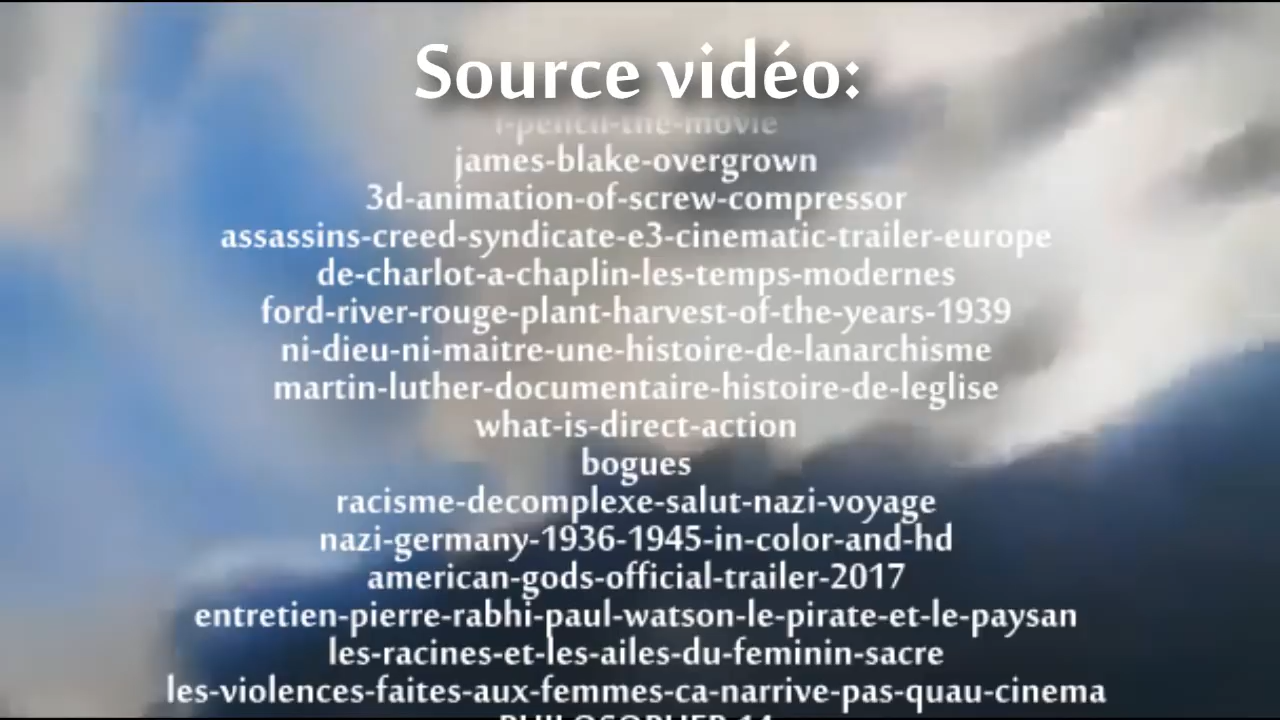 Source vidéo:
i-pencil-the-movie
james-blake-overgrown
3d-animation-of-screw-compressor
assassins-creed-syndicate-e3-cinematic-trailer-europe
de-charlot-a-chaplin-les-temps-modernes
ford-river-rouge-plant-harvest-of-the-years-1939
ni-dieu-ni-maitre-une-histoire-de-lanarchisme
martin-luther-documentaire-histoire-de-leglise
what-is-direct-action
bogues
racisme-decomplexe-salut-nazi-voyage
nazi-germany-1936-1945-in-color-and-hd
american-gods-official-trailer-2017
entretien-pierre-rabhi-paul-watson-le-pirate-et-le-paysan
les-racines-et-les-ailes-du-feminin-sacre
les-violences-faites-aux-femmes-ca-narrive-pas-quau-cinema